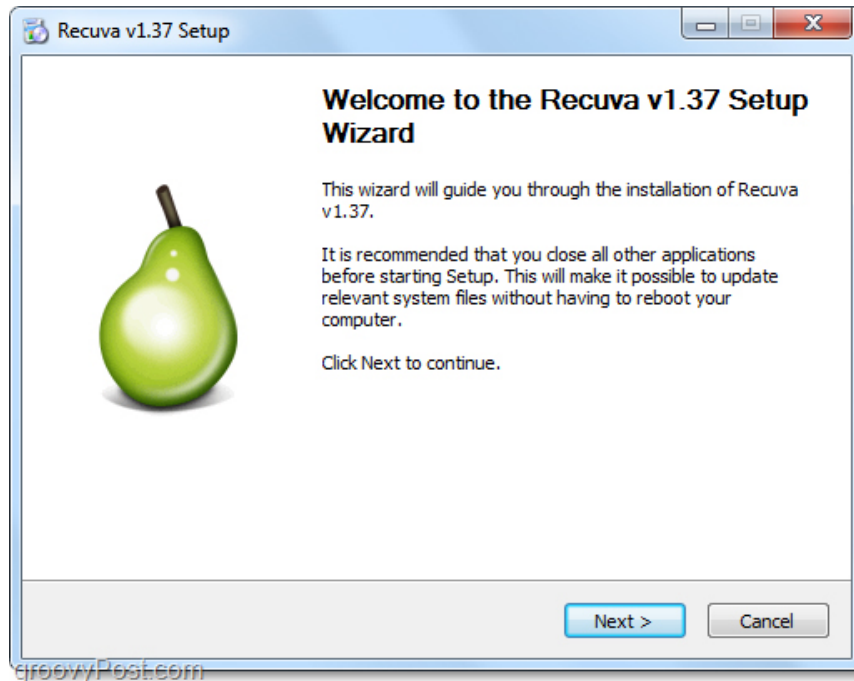 Recuva v1.37 Setup
Welcome to the Recuva v1.37 Setup
Wizard
This wizard will guide you through the installation of Recuva
v1.37.
It is recommended that you close all other applications
before starting Setup. This will make it possible to update
relevant system files without having to reboot your
computer.
Click Next to continue.
Next >
Cancel
groovyPost.com